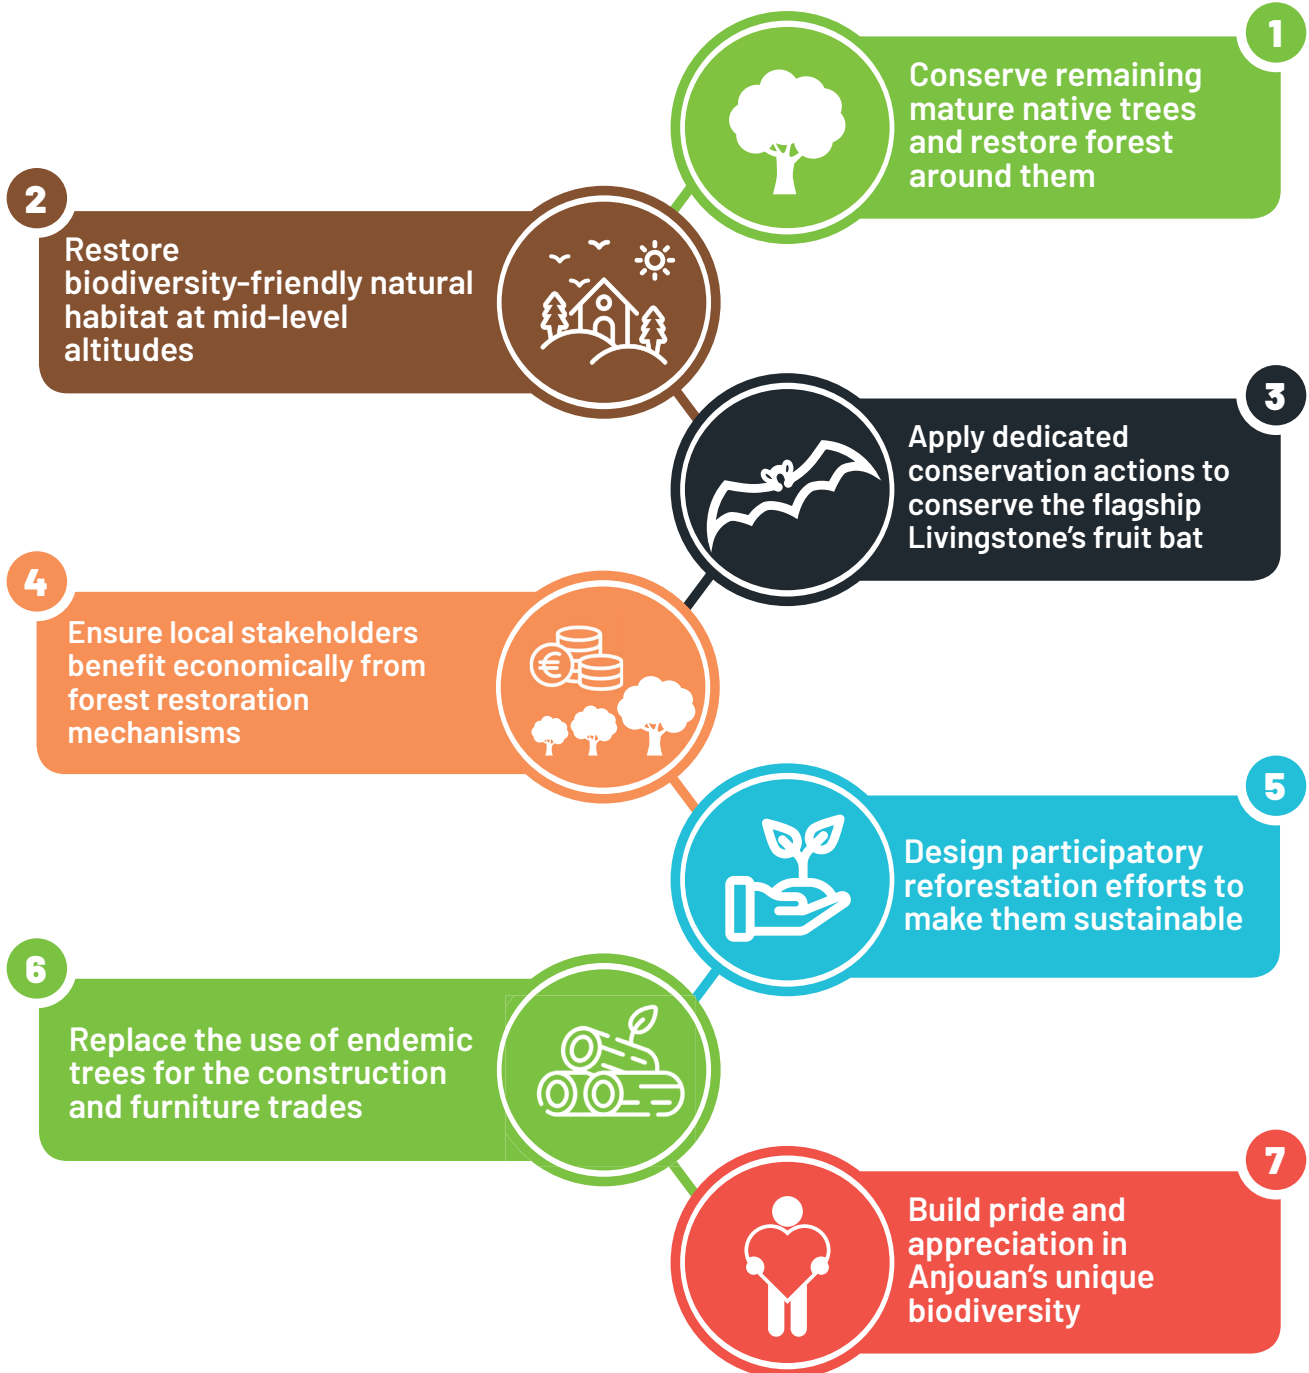 1
Conserve remaining
mature native trees
and restore forest
around them
2
Restore
biodiversity-friendly natural
habitat at mid-level
altitudes
3
Apply dedicated
conservation actions to
conserve the flagship
Livingstone’s fruit bat
4
Ensure local stakeholders
benefit economically from
forest restoration
mechanisms
€
5
Design participatory
reforestation efforts to
make them sustainable
6
Replace the use of endemic
trees for the construction
and furniture trades
7
Build pride and
appreciation in
Anjouan’s unique
biodiversity